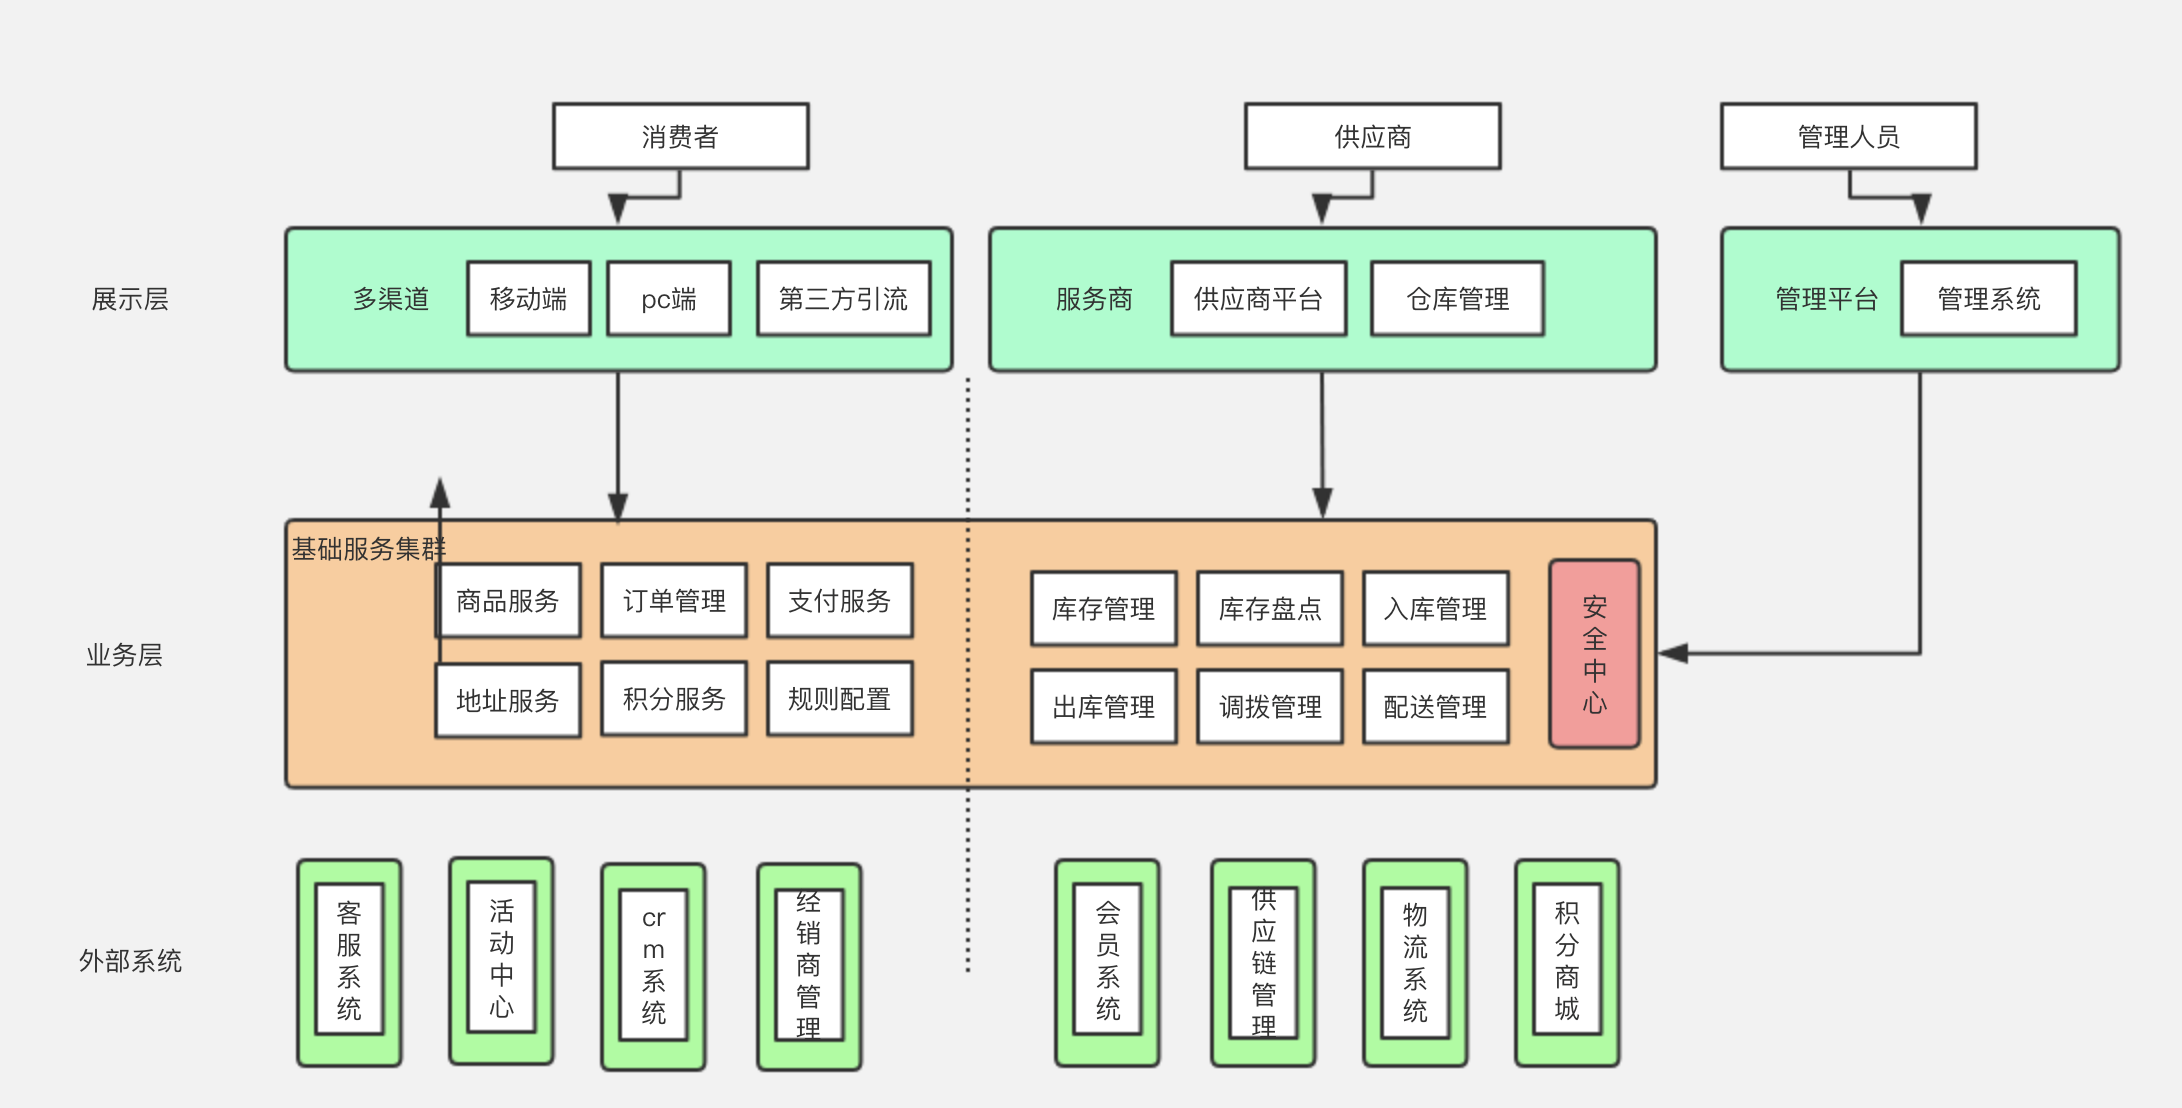 消费者
供应商
管理人员
展示层
多渠道
移动端
pc端
第三方引流
服务商
供应商平台
仓库管理
管理平台
管理系统
基础服务集群
业务层
商品服务
订单管理
支付服务
地址服务
积分服务
规则配置
库存管理
库存盘点
入库管理
出库管理
调拨管理
配送管理
安
全
中
心
外部系统
客
服
系
统
活
动
中
心
cr
m
系
统
经
销
商
管
理
会
员
系
统
供
应
链
管
理
物
流
系
统
积
分
商
城